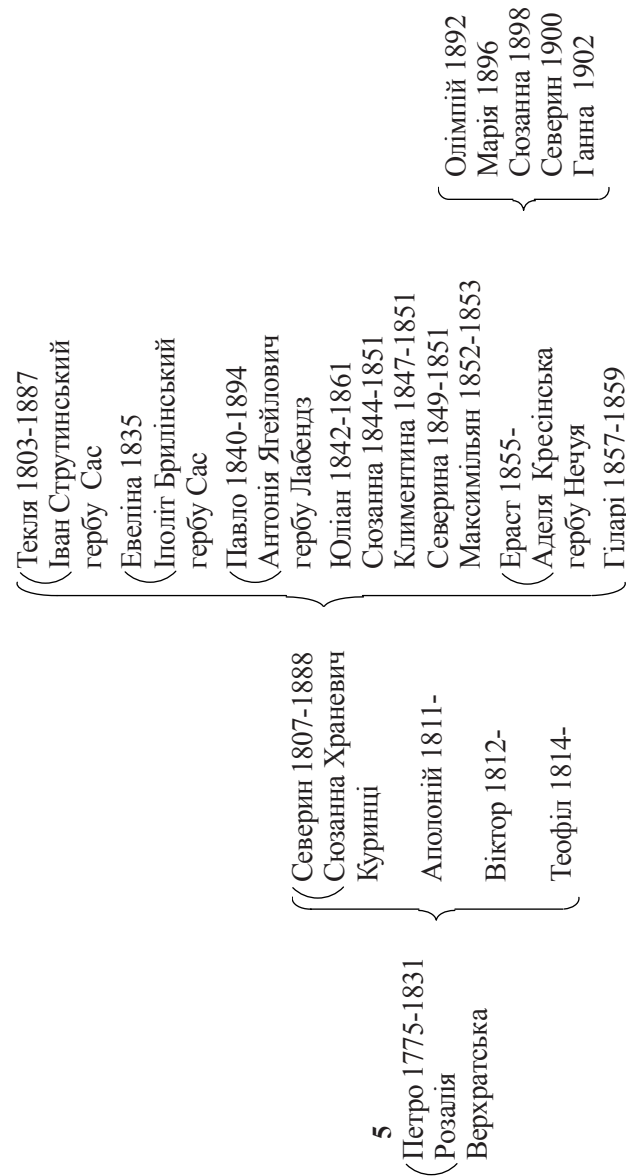 5
Петро 1775-1831
Розалія
Верхратська
Северин 1807-1888
Сюзанна Храневич
Куринці
Аполоній 1811-
Віктор 1812-
Теофіл 1814-
Текля 1803-1887
Іван Струтинський
гербу Сас
Евеліна 1835
Іполіт Брилінський
гербу Сас
Павло 1840-1894
Антонія Ягейлович
гербу Лабендз
Юліан 1842-1861
Сюзанна 1844-1851
Климентина 1847-1851
Северина 1849-1851
Максимільян 1852-1853
Ераст 1855-
Аделя Кресінська
гербу Нечуя
Гіларі 1857-1859
Олімпій 1892
Марія 1896
Сюзанна 1898
Северин 1900
Ганна 1902